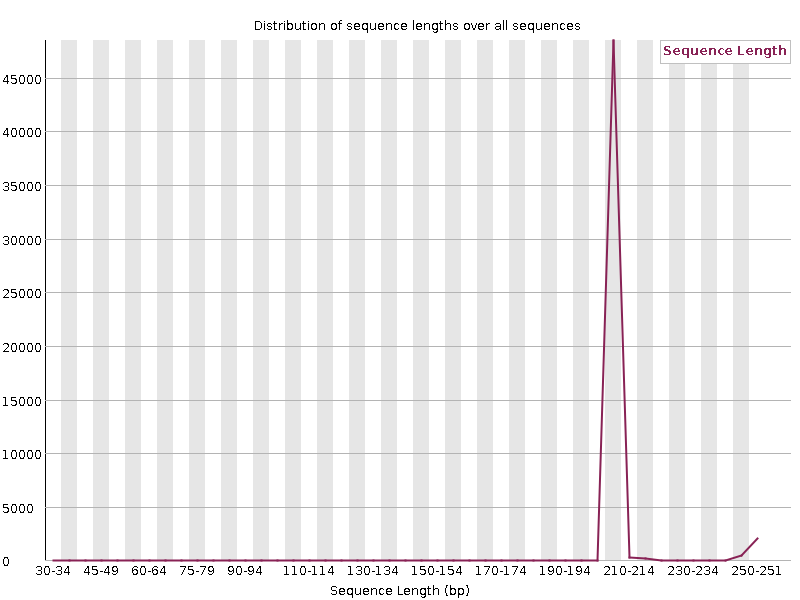 Distribution of sequence lengths over all sequences
Sequence Length
45000
40000
35000
30000
25000
20000
15000
10000
5000
0
30-34 45-49 60-64 75-79 90-94 110-114 130-134 150-154 170-174 190-194 210-214 230-234 250-251
Sequence Length (bp)